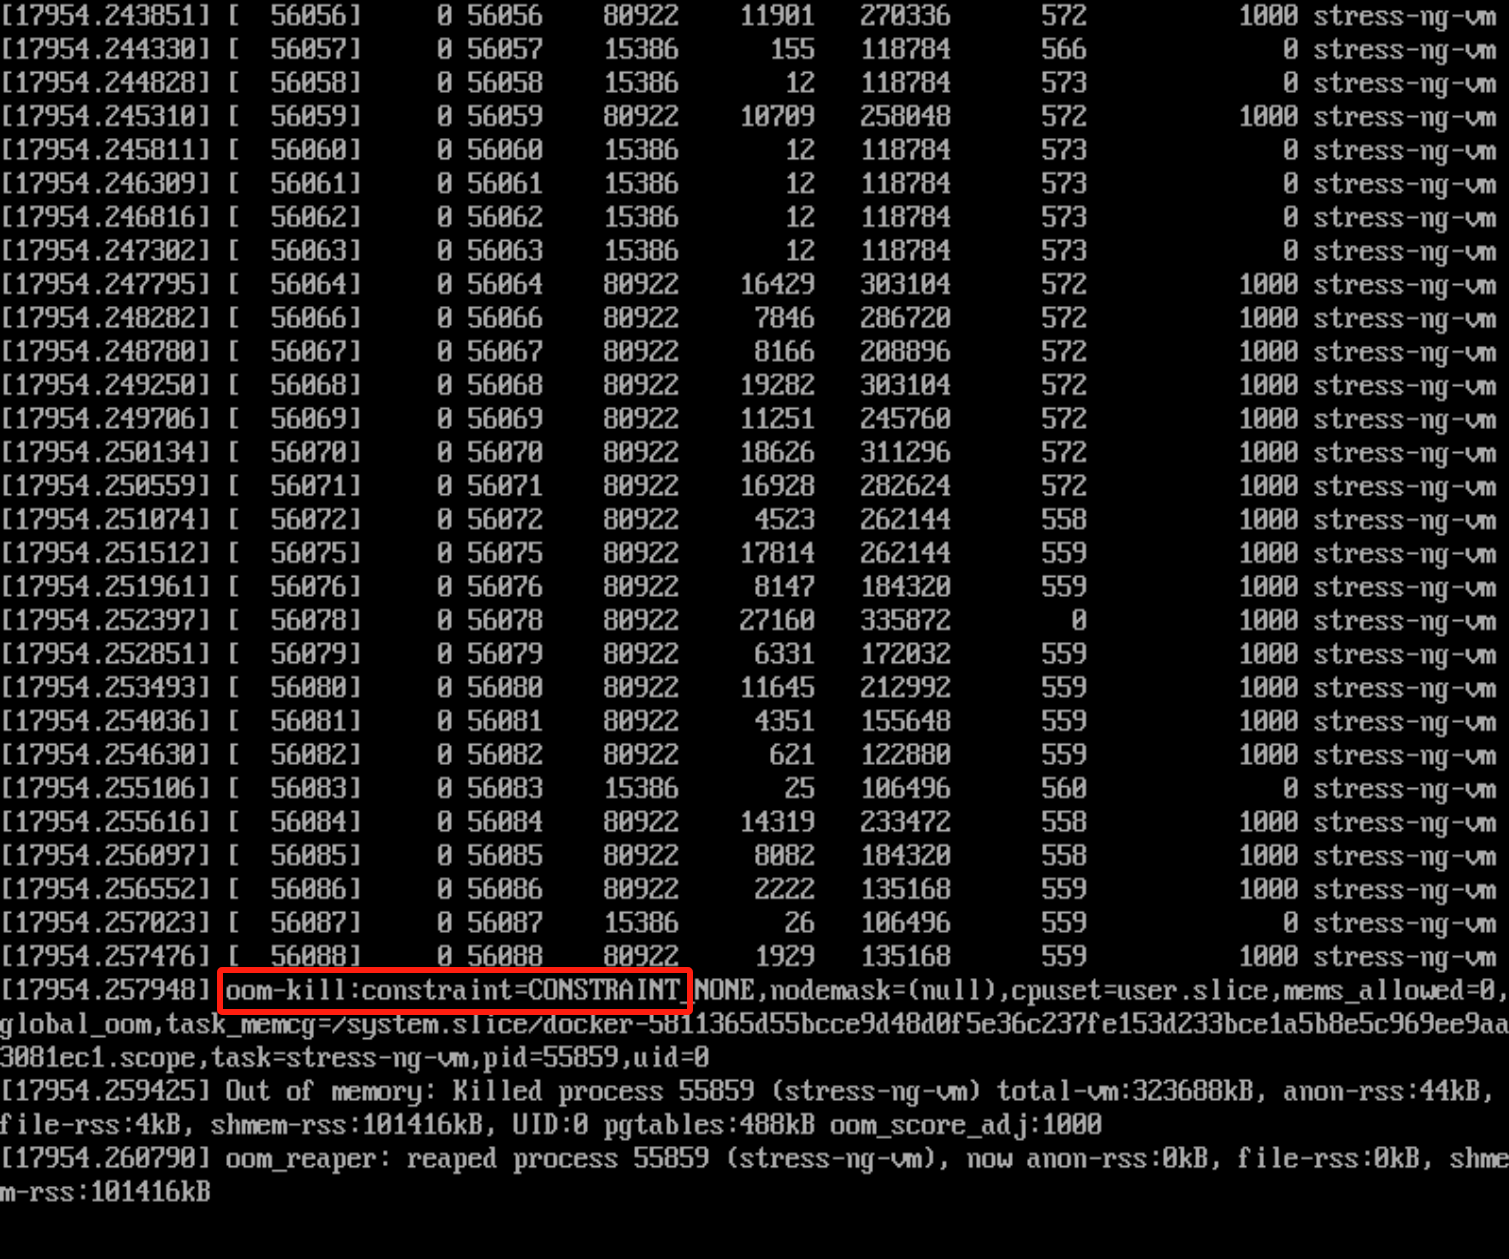 [17954.243851] [  56056]     0 56056    80922    11901   270336      572          1000 stress-ng-vm
[17954.244330] [  56057]     0 56057    15386      155   118784      566             0 stress-ng-vm
[17954.244828] [  56058]     0 56058    15386       12   118784      573             0 stress-ng-vm
[17954.245310] [  56059]     0 56059    80922    10709   258048      572          1000 stress-ng-vm
[17954.245811] [  56060]     0 56060    15386       12   118784      573             0 stress-ng-vm
[17954.246309] [  56061]     0 56061    15386       12   118784      573             0 stress-ng-vm
[17954.246816] [  56062]     0 56062    15386       12   118784      573             0 stress-ng-vm
[17954.247302] [  56063]     0 56063    15386       12   118784      573             0 stress-ng-vm
[17954.247795] [  56064]     0 56064    80922    16429   303104      572          1000 stress-ng-vm
[17954.248282] [  56066]     0 56066    80922     7846   286720      572          1000 stress-ng-vm
[17954.248780] [  56067]     0 56067    80922     8166   208896      572          1000 stress-ng-vm
[17954.249250] [  56068]     0 56068    80922    19282   303104      572          1000 stress-ng-vm
[17954.249706] [  56069]     0 56069    80922    11251   245760      572          1000 stress-ng-vm
[17954.250134] [  56070]     0 56070    80922    18626   311296      572          1000 stress-ng-vm
[17954.250559] [  56071]     0 56071    80922    16928   282624      572          1000 stress-ng-vm
[17954.251074] [  56072]     0 56072    80922     4523   262144      558          1000 stress-ng-vm
[17954.251512] [  56075]     0 56075    80922    17814   262144      559          1000 stress-ng-vm
[17954.251961] [  56076]     0 56076    80922     8147   184320      559          1000 stress-ng-vm
[17954.252397] [  56078]     0 56078    80922    27160   335872        0          1000 stress-ng-vm
[17954.252851] [  56079]     0 56079    80922     6331   172032      559          1000 stress-ng-vm
[17954.253493] [  56080]     0 56080    80922    11645   212992      559          1000 stress-ng-vm
[17954.254036] [  56081]     0 56081    80922     4351   155648      559          1000 stress-ng-vm
[17954.254630] [  56082]     0 56082    80922      621   122880      559          1000 stress-ng-vm
[17954.255106] [  56083]     0 56083    15386       25   106496      560             0 stress-ng-vm
[17954.255616] [  56084]     0 56084    80922    14319   233472      558          1000 stress-ng-vm
[17954.256097] [  56085]     0 56085    80922     8082   184320      558          1000 stress-ng-vm
[17954.256552] [  56086]     0 56086    80922     2222   135168      559          1000 stress-ng-vm
[17954.257023] [  56087]     0 56087    15386       26   106496      559             0 stress-ng-vm
[17954.257476] [  56088]     0 56088    80922     1929   135168      559          1000 stress-ng-vm
[17954.257948] oom-kill:constraint=CONSTRAINT_NONE,nodemask=(null),cpuset=user.slice,mems_allowed=0,
global_oom,task_memcg=/system.slice/docker-5811365d55bcce9d48d0f5e36c237fe153d233bce1a5b8e5c969ee9aa
3081ec1.scope,task=stress-ng-vm,pid=55859,uid=0
[17954.259425] Out of memory: Killed process 55859 (stress-ng-vm) total-vm:323688kB, anon-rss:44kB,
file-rss:4kB, shmem-rss:101416kB, UID:0 pgtables:488kB oom_score_adj:1000
[17954.260790] oom_reaper: reaped process 55859 (stress-ng-vm), now anon-rss:0kB, file-rss:0kB, shme
m-rss:101416kB